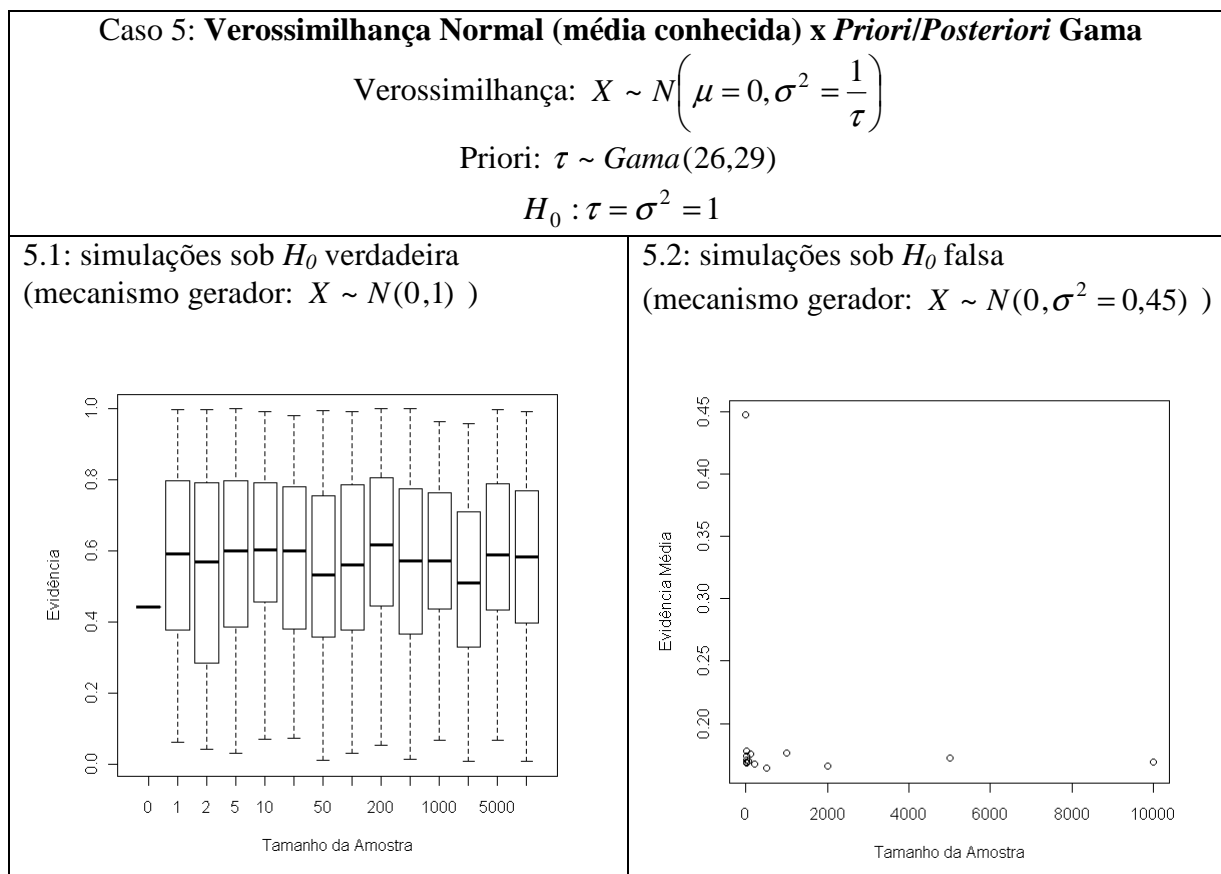 Caso 5: Verossimilhança Normal (média conhecida) x Priori/Posteriori Gama
Verossimilhança: X ~ N(μ = 0, σ² = 1/τ)
Priori: τ ~ Gama(26,29)
H₀ : τ = σ² = 1
5.1: simulações sob H₀ verdadeira
(mecanismo gerador: X ~ N(0,1) )
Evidência
1.0
0.8
0.6
0.4
0.2
0.0
0 1 2 5 10 50 200 1000 5000
Tamanho da Amostra
5.2: simulações sob H₀ falsa
(mecanismo gerador: X ~ N(0, σ² = 0,45) )
Evidência Média
0.45
0.40
0.35
0.30
0.25
0.20
0 2000 4000 6000 8000 10000
Tamanho da Amostra